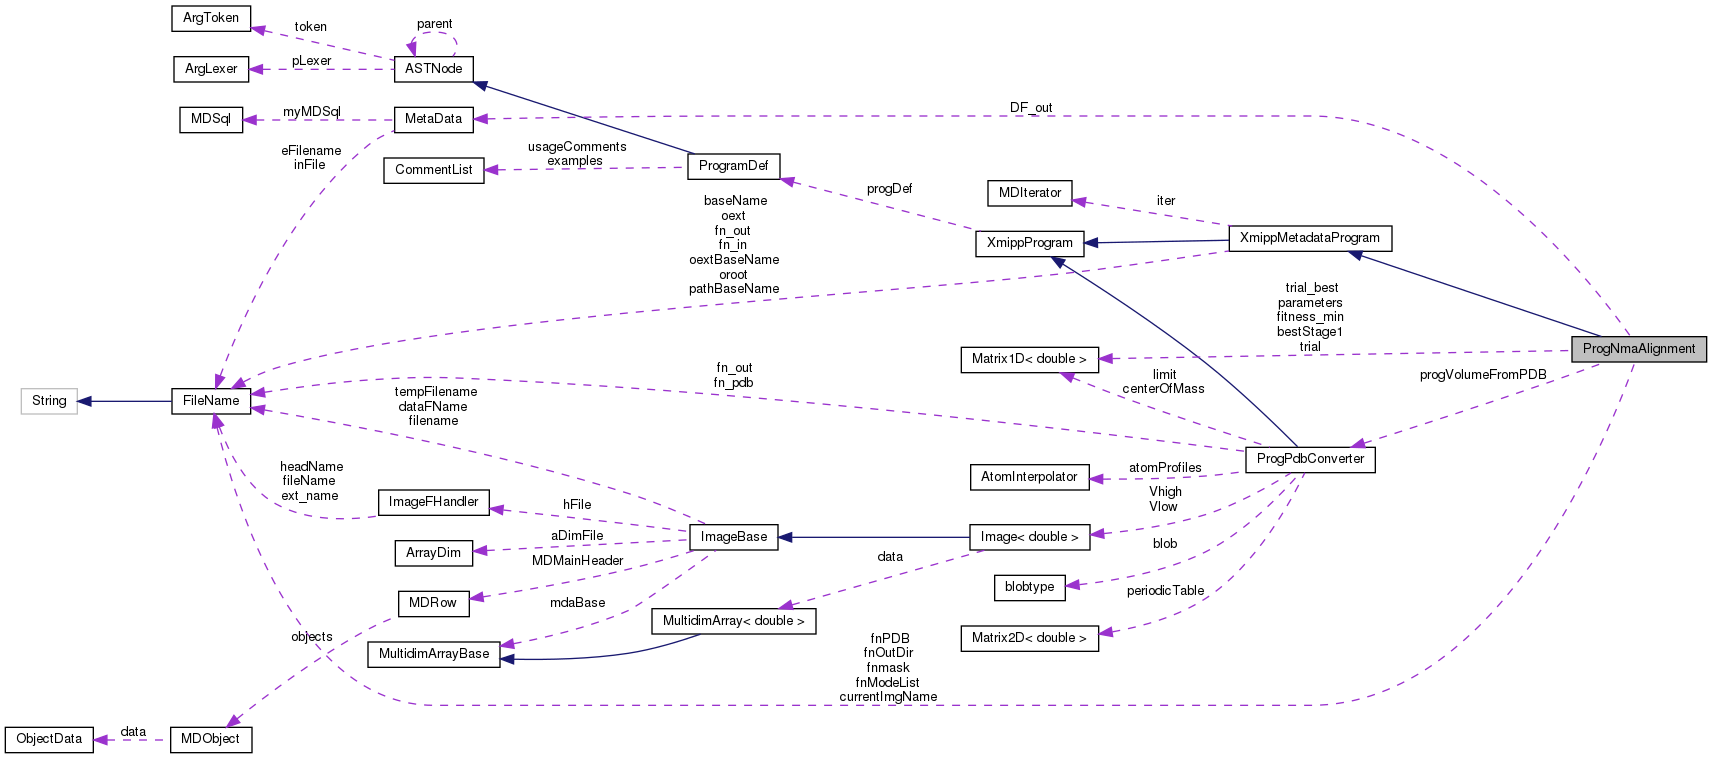 ArgToken
token
parent
ArgLexer
pLexer
ASTNode
MDSql
myMDSql
MetaData
DF_out
eFilename
inFile
usageComments
examples
CommentList
ProgramDef
progDef
MDIterator
iter
baseName
oext
fn_out
fn_in
oextBaseName
oroot
pathBaseName
XmippProgram
XmippMetadataProgram
trial_best
parameters
fitness_min
bestStage1
trial
ProgNmaAlignment
Matrix1D< double >
limit
centerOfMass
progVolumeFromPDB
fn_out
fn_pdb
String
FileName
tempFilename
dataFName
filename
ProgPdbConverter
atomProfiles
AtomInterpolator
Vhigh
Vlow
headName
fileName
ext_name
ImageFHandler
hFile
ImageBase
Image< double >
aDimFile
ArrayDim
MDMainHeader
data
blob
blobtype
MDRow
mdaBase
periodicTable
MultidimArray< double >
Matrix2D< double >
objects
MultidimArrayBase
fnPDB
fnOutDir
fnmask
fnModeList
currentImgName
ObjectData
data
MDObject